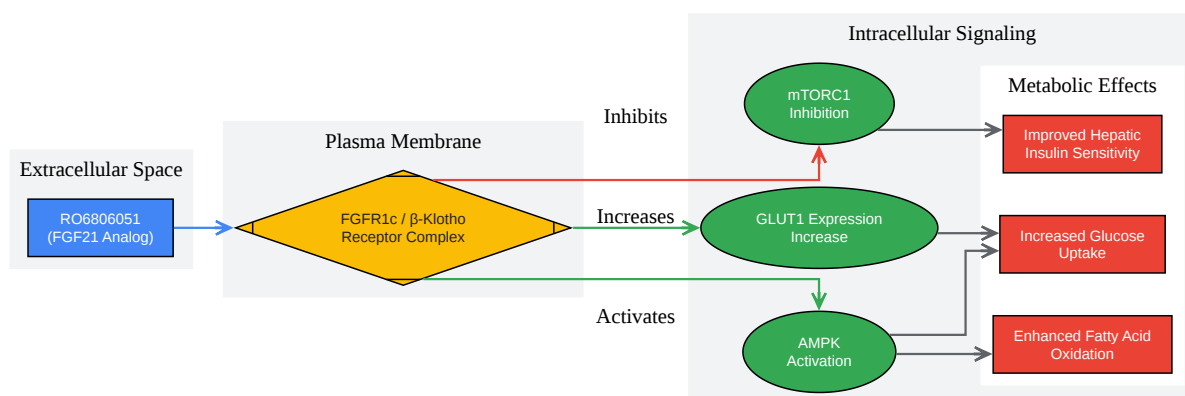 Extracellular Space
RO6806051
(FGF21 Analog)
Plasma Membrane
FGFR1c / β-Klotho
Receptor Complex
Inhibits
Increases
Activates
Intracellular Signaling
mTORC1
Inhibition
GLUT1 Expression
Increase
AMPK
Activation
Metabolic Effects
Improved Hepatic
Insulin Sensitivity
Increased Glucose
Uptake
Enhanced Fatty Acid
Oxidation